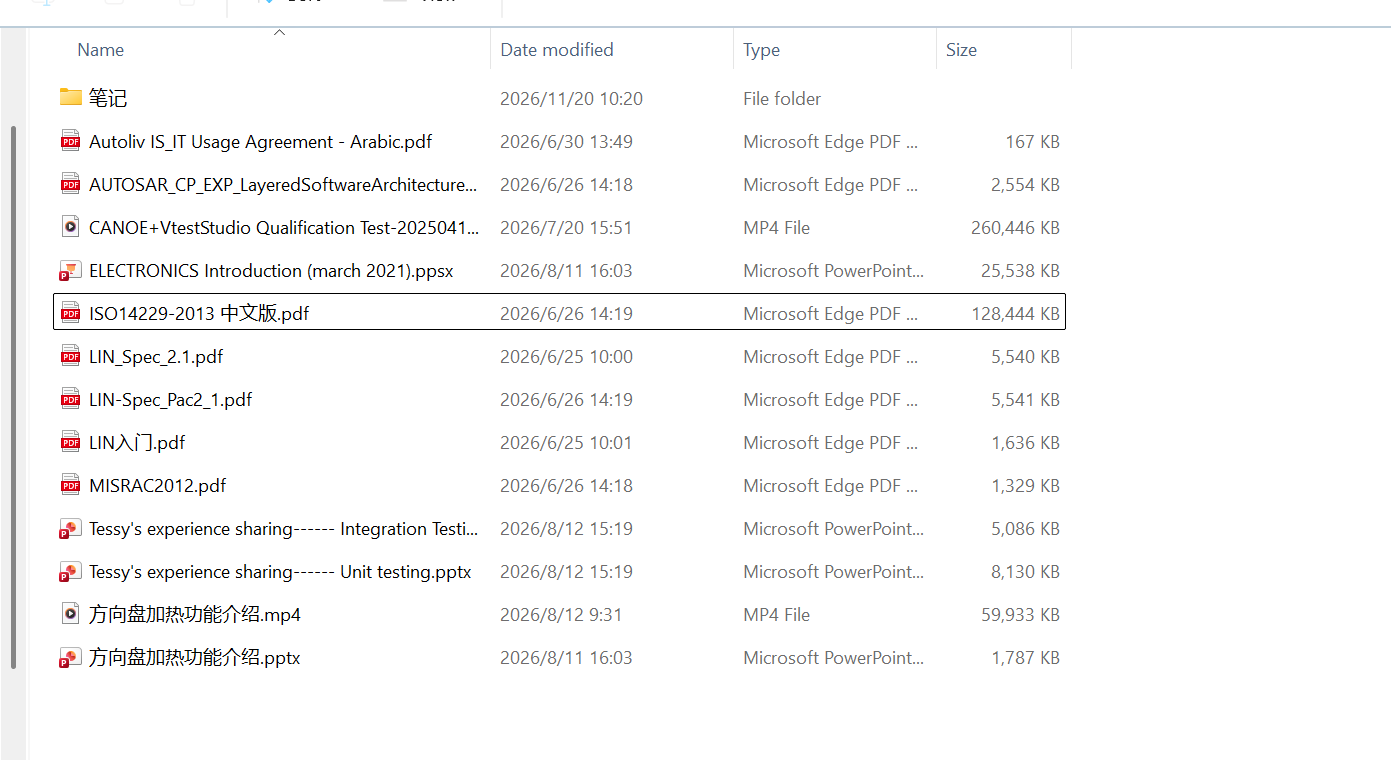 Name Date modified Type Size
笔记 2026/11/20 10:20 File folder
Autoliv IS_IT Usage Agreement - Arabic.pdf 2026/6/30 13:49 Microsoft Edge PDF ... 167 KB
AUTOSAR_CP_EXP_LayeredSoftwareArchitecture... 2026/6/26 14:18 Microsoft Edge PDF ... 2,554 KB
CANOE+VtestStudio Qualification Test-2025041... 2026/7/20 15:51 MP4 File 260,446 KB
ELECTRONICS Introduction (march 2021).ppsx 2026/8/11 16:03 Microsoft PowerPoint... 25,538 KB
ISO14229-2013 中文版.pdf 2026/6/26 14:19 Microsoft Edge PDF ... 128,444 KB
LIN_Spec_2.1.pdf 2026/6/25 10:00 Microsoft Edge PDF ... 5,540 KB
LIN-Spec_Pac2_1.pdf 2026/6/26 14:19 Microsoft Edge PDF ... 5,541 KB
LIN入门.pdf 2026/6/25 10:01 Microsoft Edge PDF ... 1,636 KB
MISRAC2012.pdf 2026/6/26 14:18 Microsoft Edge PDF ... 1,329 KB
Tessy's experience sharing------ Integration Testi... 2026/8/12 15:19 Microsoft PowerPoint... 5,086 KB
Tessy's experience sharing------ Unit testing.pptx 2026/8/12 15:19 Microsoft PowerPoint... 8,130 KB
方向盘加热功能介绍.mp4 2026/8/12 9:31 MP4 File 59,933 KB
方向盘加热功能介绍.pptx 2026/8/11 16:03 Microsoft PowerPoint... 1,787 KB